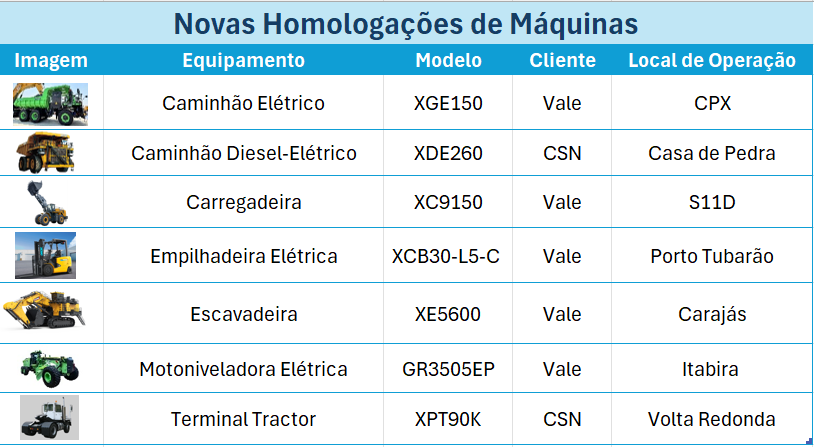 Novas Homologações de Máquinas
Imagem Equipamento Modelo Cliente Local de Operação
Caminhão Elétrico XGE150 Vale CPX
Caminhão Diesel-Elétrico XDE260 CSN Casa de Pedra
Carregadeira XC9150 Vale S11D
Empilhadeira Elétrica XCB30-L5-C Vale Porto Tubarão
Escavadeira XE5600 Vale Carajás
Motoniveladora Elétrica GR3505EP Vale Itabira
Terminal Tractor XPT90K CSN Volta Redonda